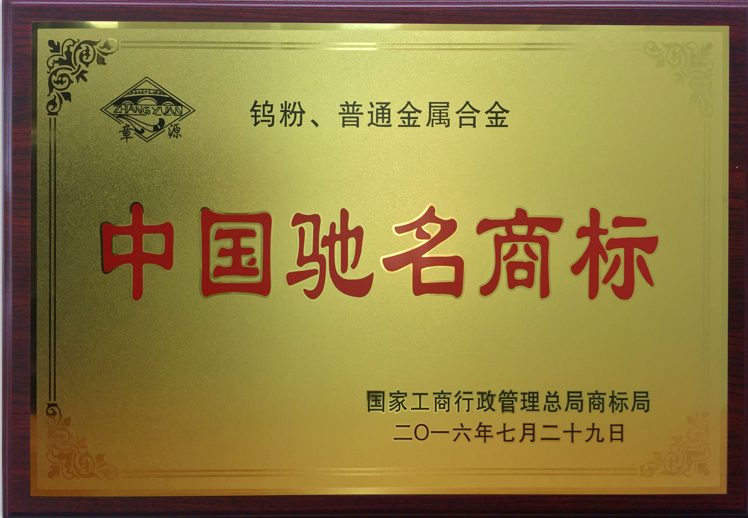 ZHANG YUAN
章源
钨粉、普通金属合金
中国驰名商标
国家工商行政管理总局商标局
二〇一六年七月二十九日